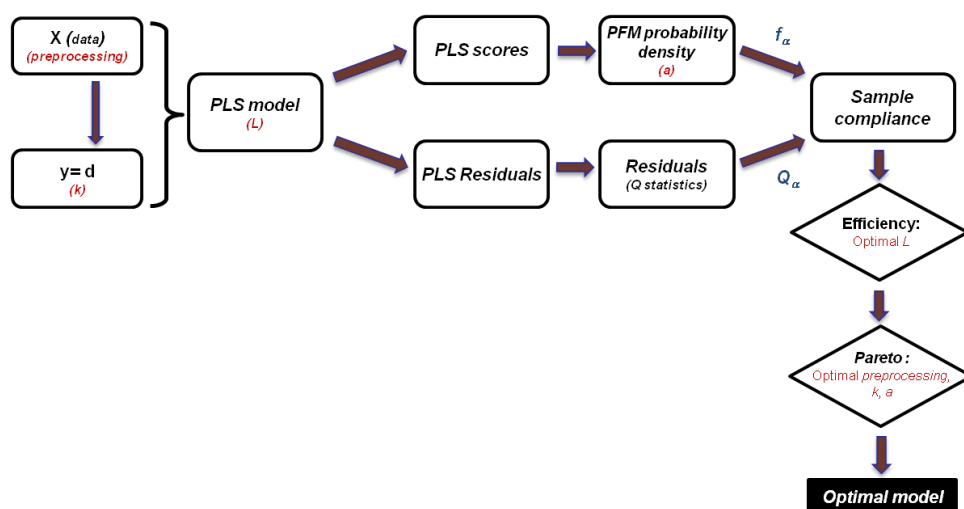 X (data)
(preprocessing)
y= d
(k)
PLS model
(L)
PLS scores
PFM probability
density
(a)
fα
PLS Residuals
Residuals
(Q statistics)
Qα
Sample
compliance
Efficiency:
Optimal L
Pareto :
Optimal preprocessing,
k, a
Optimal model